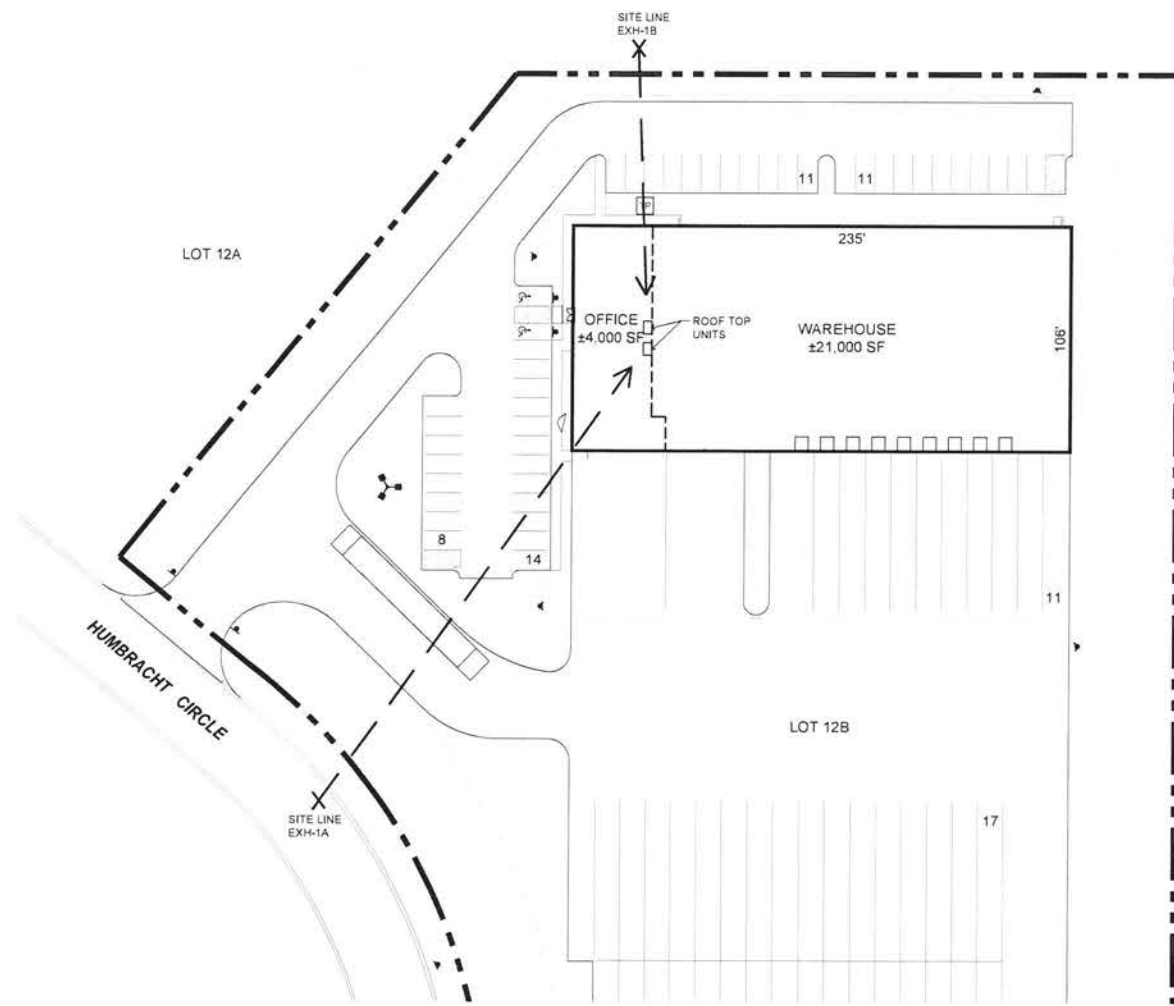 SITE LINE
EXH-1B
11
11
TP
235'
LOT 12A
OFFICE
±4,000 SF
ROOF TOP
UNITS
WAREHOUSE
±21,000 SF
106'
8
14
11
HUMBRACHT CIRCLE
LOT 12B
SITE LINE
EXH-1A
17